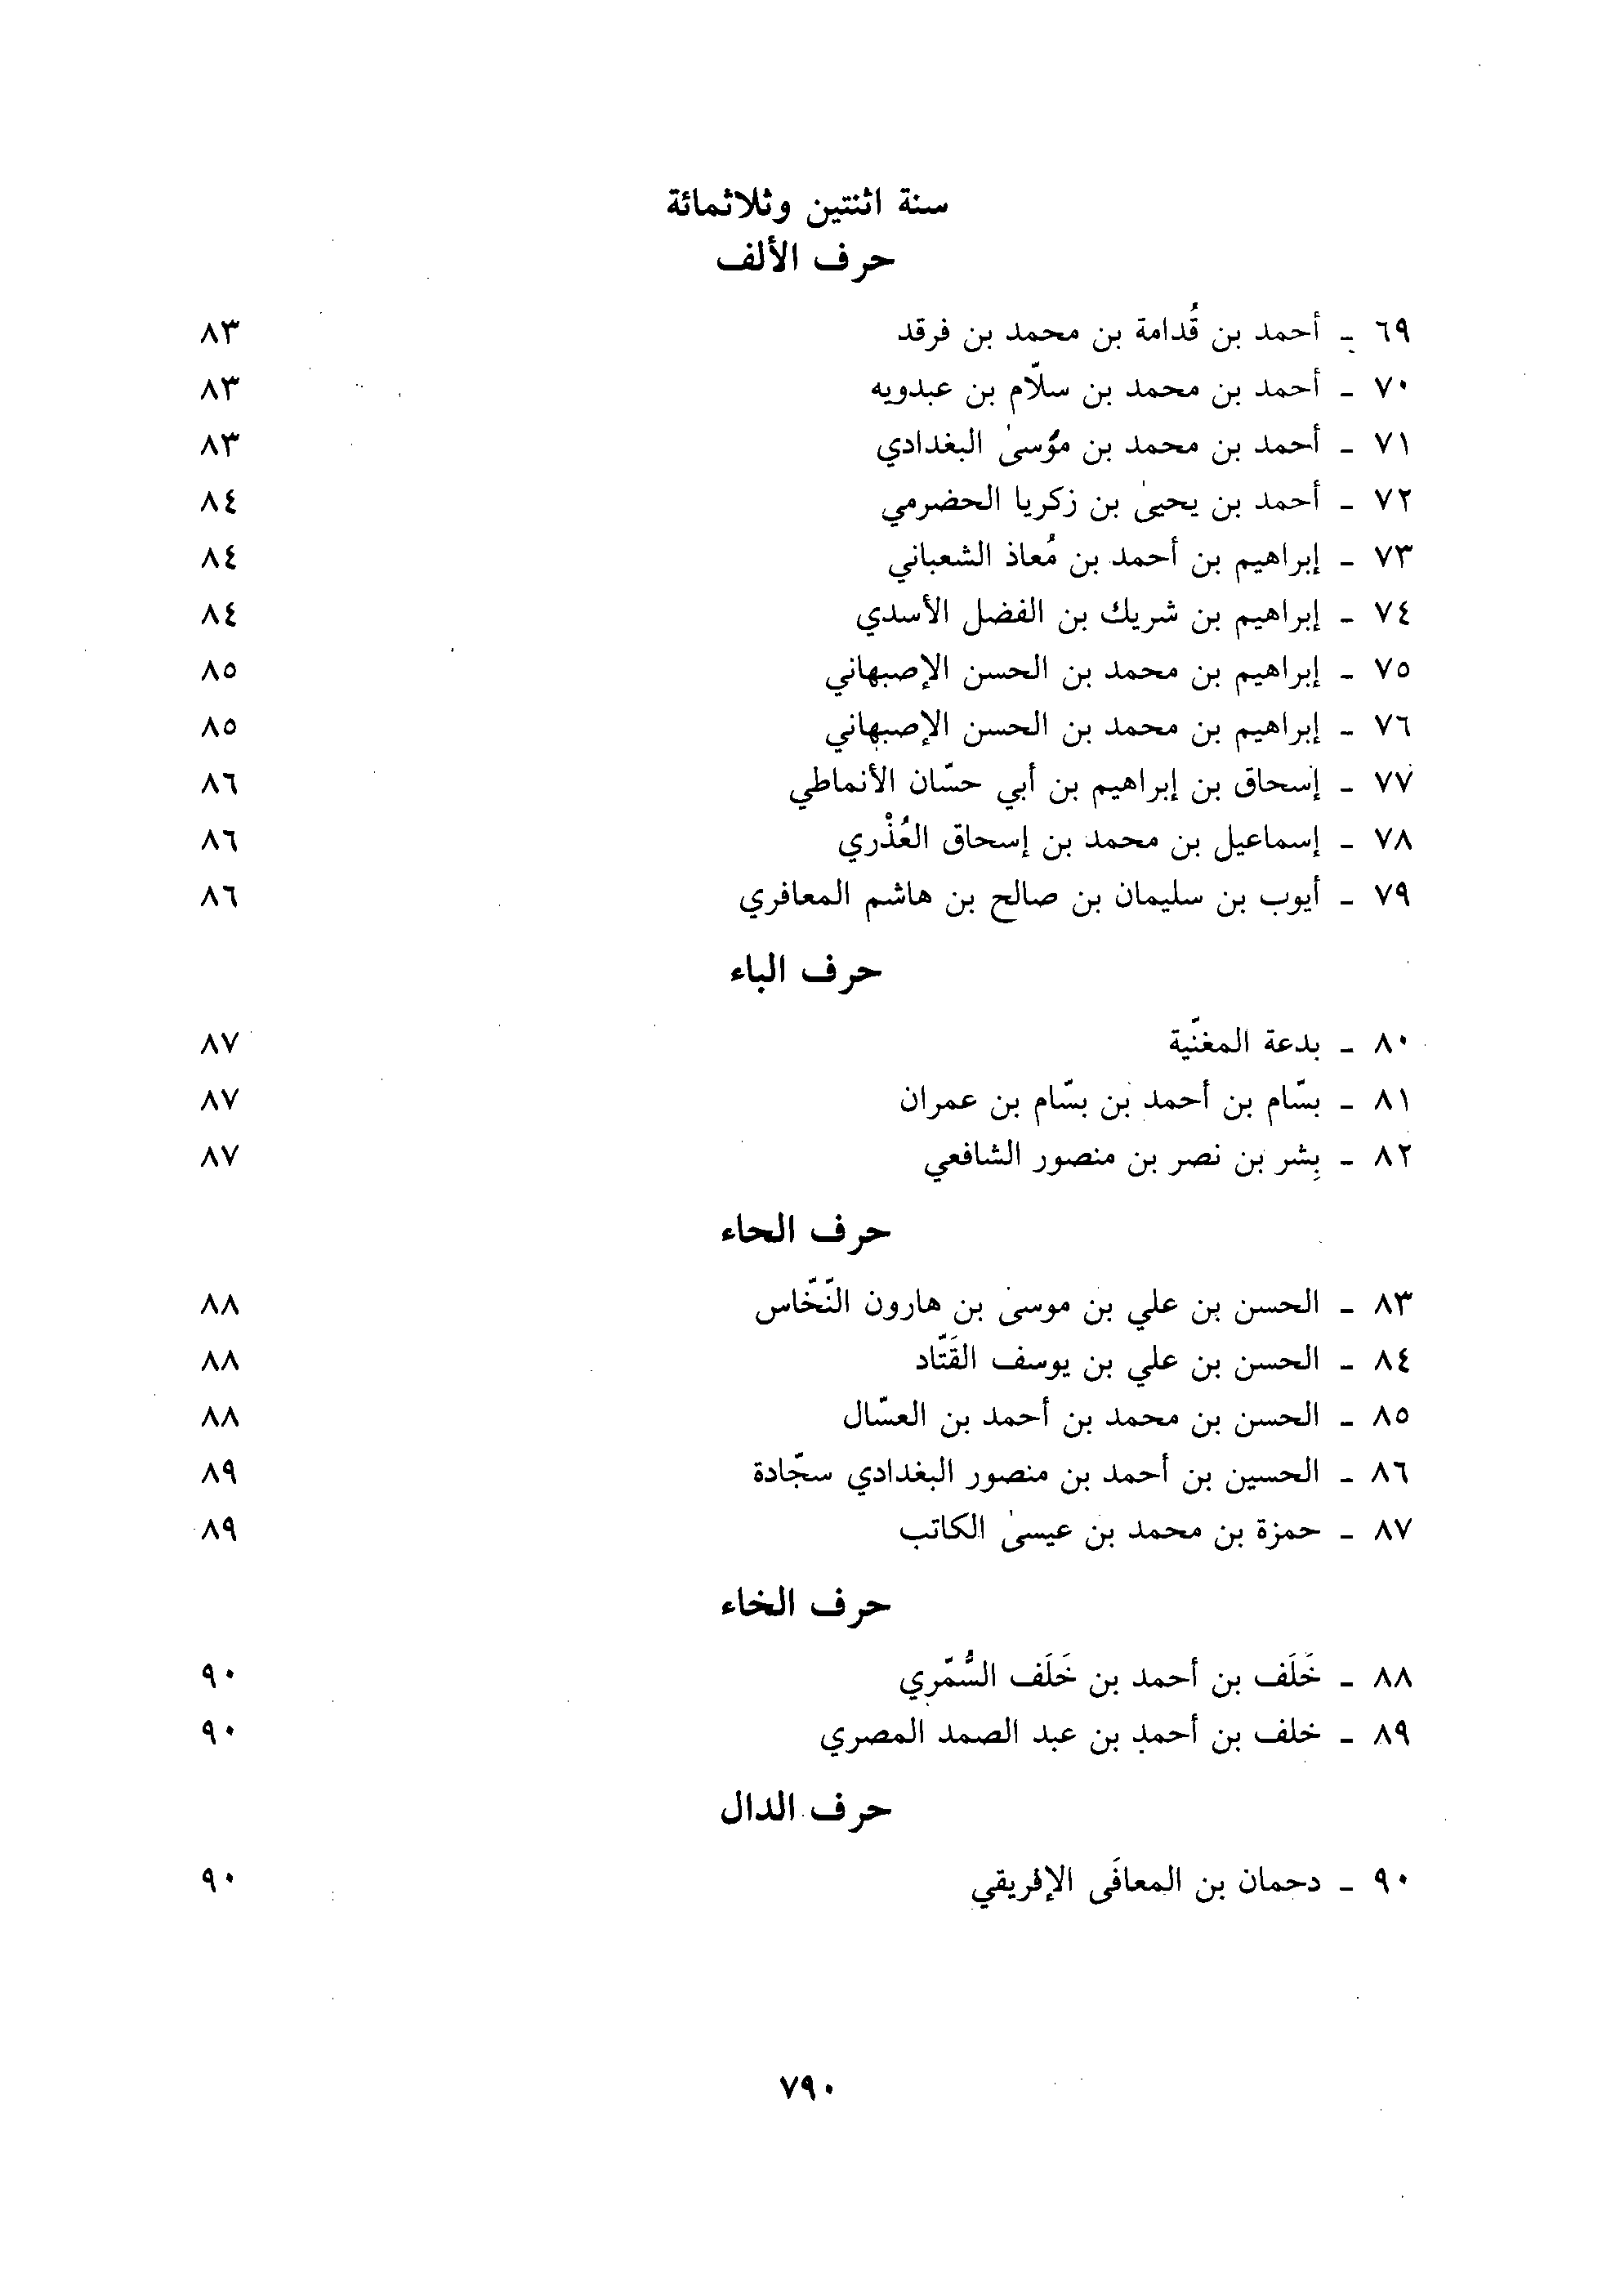 سنة اثنتين وثلاثمائة
حرف الألف
٦٩ - أحمد بن قُدامة بن محمد بن فرقد ٨٣
٧٠ - أحمد بن محمد بن سلّام بن عبدويه ٨٣
٧١ - أحمد بن محمد بن موُسىٰ البغدادي ٨٣
٧٢ - أحمد بن يحيىٰ بن زكريا الحضرمي ٨٤
٧٣ - إبراهيم بن أحمد بن مُعاذ الشعباني ٨٤
٧٤ - إبراهيم بن شريك بن الفضل الأسدي ٨٤
٧٥ - إبراهيم بن محمد بن الحسن الإصبهاني ٨٥
٧٦ - إبراهيم بن محمد بن الحسن الإصبهاني ٨٥
٧٧ - إسحاق بن إبراهيم بن أبي حسّان الأنماطي ٨٦
٧٨ - إسماعيل بن محمد بن إسحاق العُذْري ٨٦
٧٩ - أيوب بن سليمان بن صالح بن هاشم المعافري ٨٦
حرف الباء
٨٠ - بدعة المغنّية ٨٧
٨١ - بسّام بن أحمد بن بسّام بن عمران ٨٧
٨٢ - بِشر بن نصر بن منصور الشافعي ٨٧
حرف الحاء
٨٣ - الحسن بن علي بن موسىٰ بن هارون النّخّاس ٨٨
٨٤ - الحسن بن علي بن يوسف القَتّاد ٨٨
٨٥ - الحسن بن محمد بن أحمد بن العسّال ٨٨
٨٦ - الحسين بن أحمد بن منصور البغدادي سجّادة ٨٩
٨٧ - حمزة بن محمد بن عيسىٰ الكاتب ٨٩
حرف الخاء
٨٨ - خَلَف بن أحمد بن خَلَف السُّمّري ٩٠
٨٩ - خلف بن أحمد بن عبد الصمد المصري ٩٠
حرف الدال
٩٠ - دحمان بن المعافَى الإفريقي ٩٠
٧٩٠